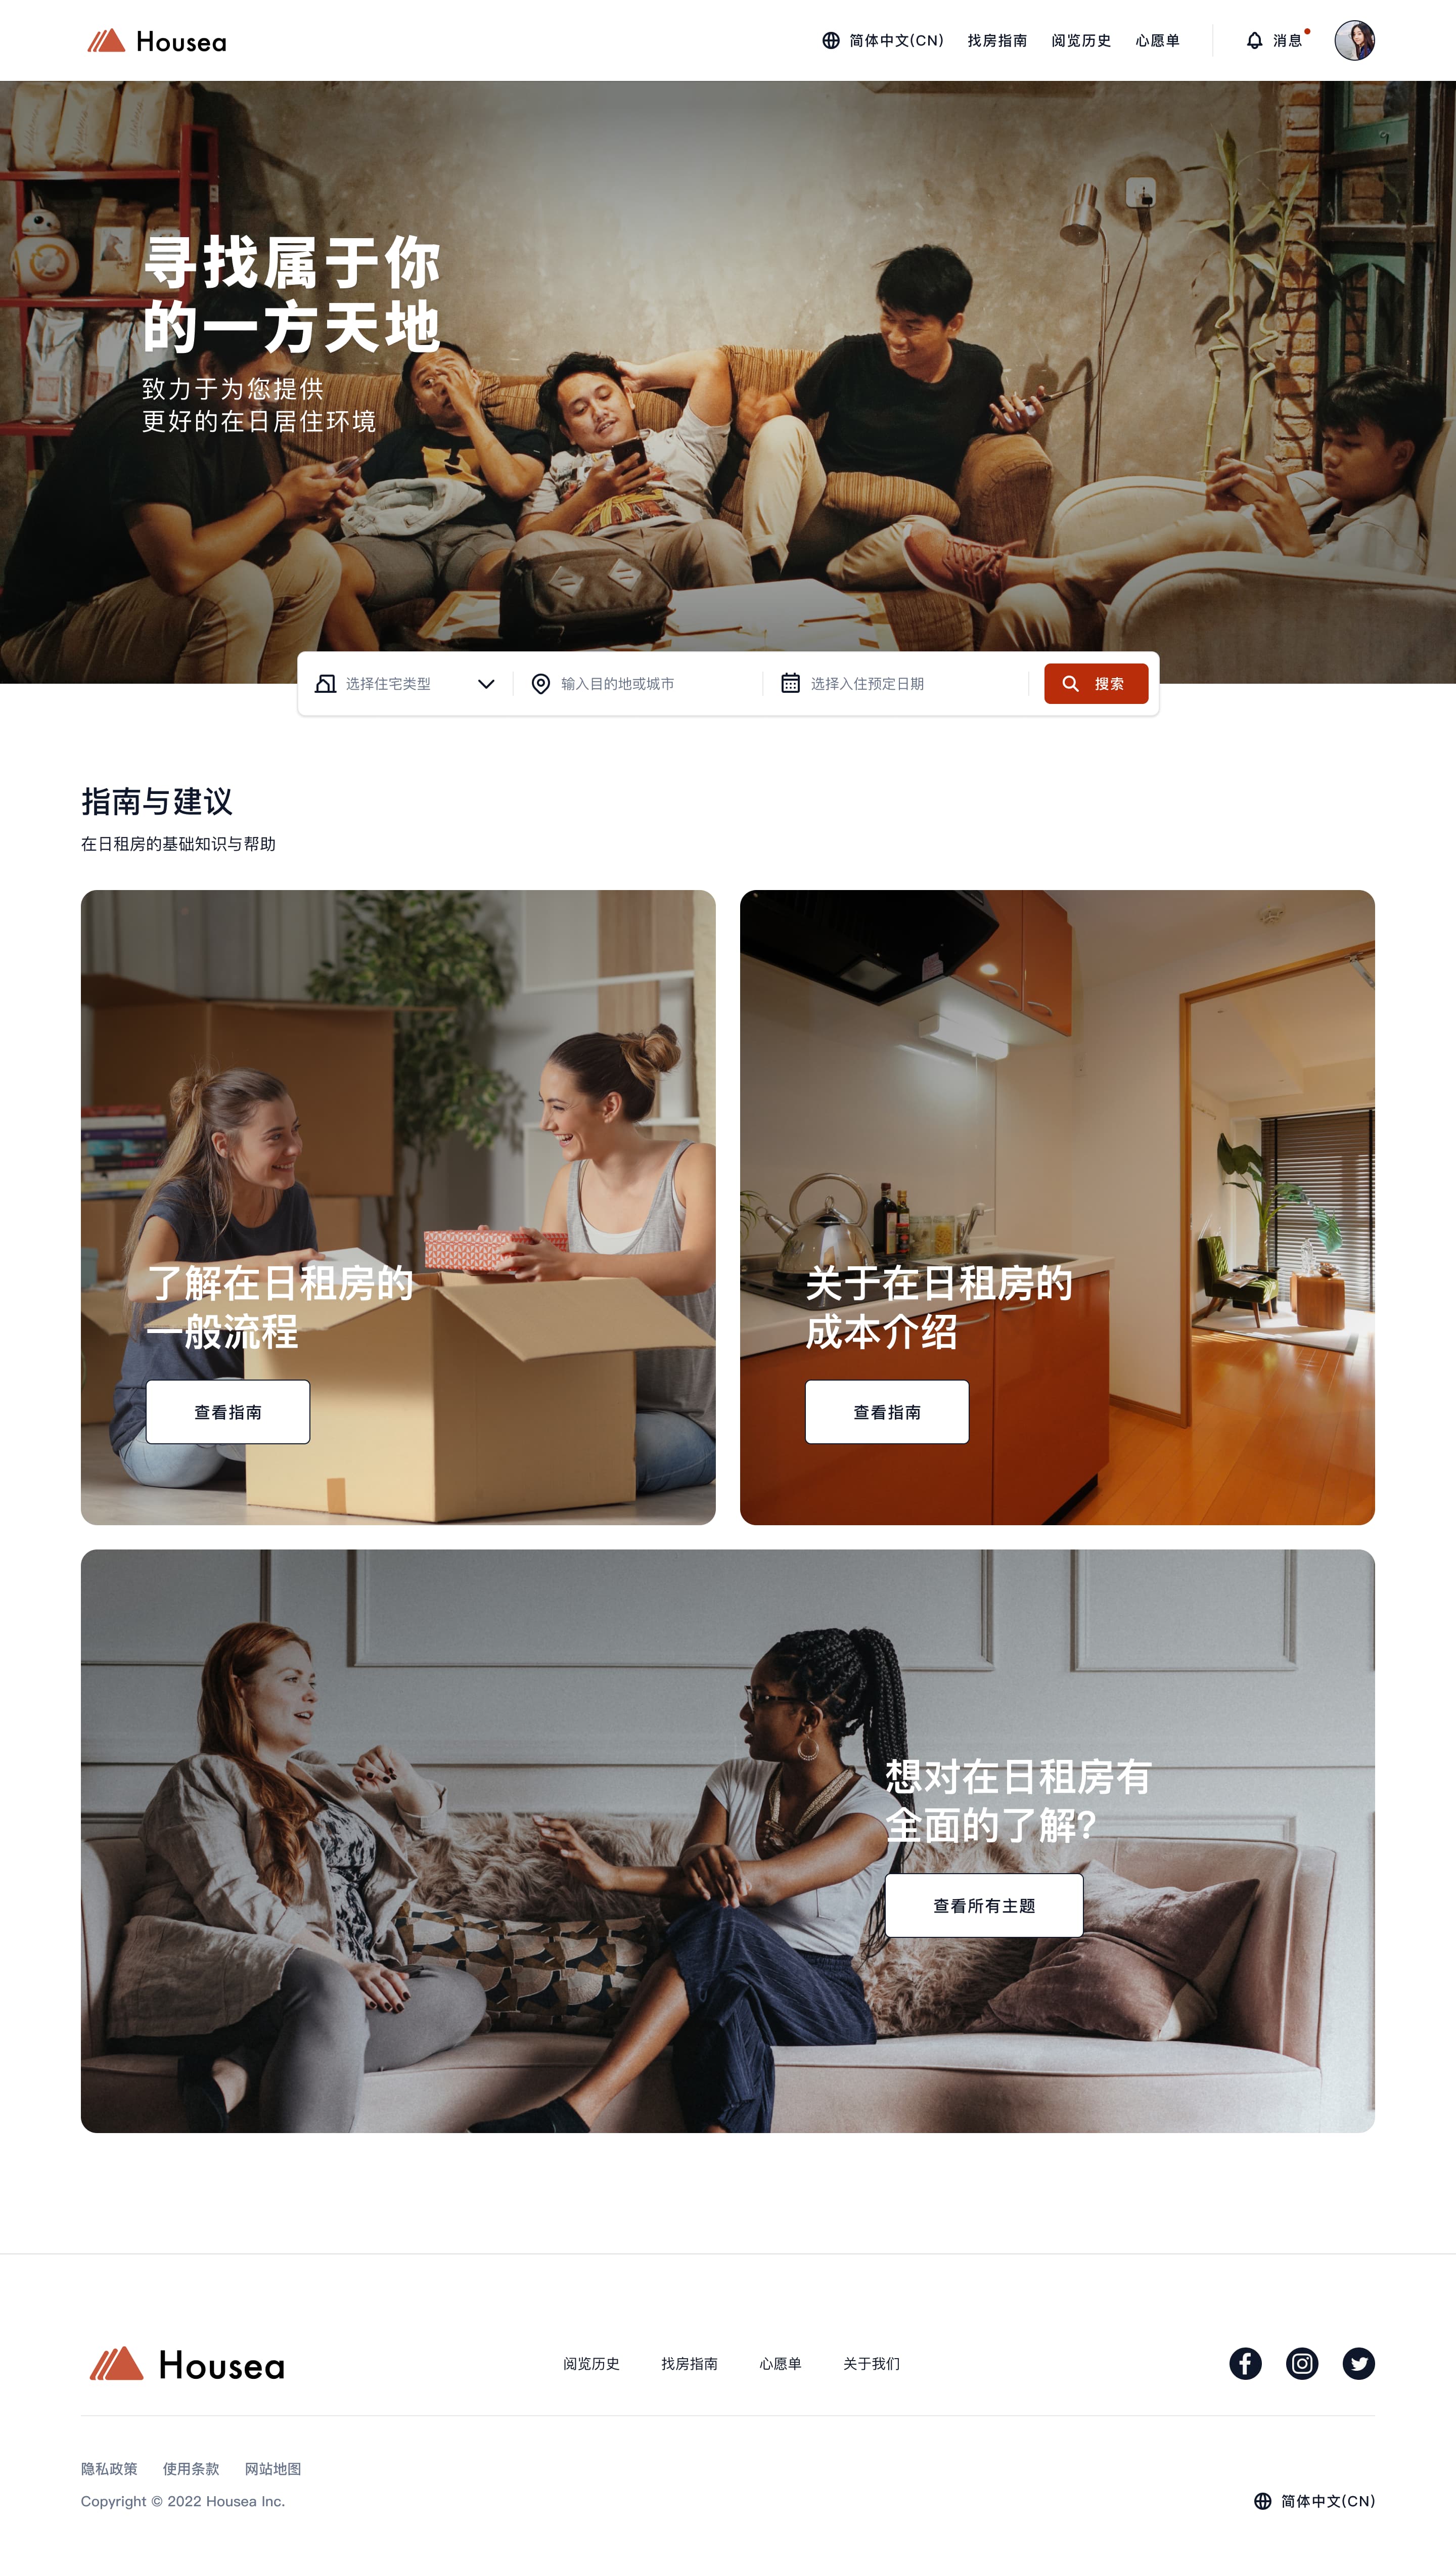 Housea
简体中文(CN)
找房指南
阅览历史
心愿单
消息
寻找属于你
的一方天地
致力于为您提供
更好的在日居住环境
选择住宅类型
输入目的地或城市
选择入住预定日期
搜索
指南与建议
在日租房的基础知识与帮助
了解在日租房的
一般流程
查看指南
关于在日租房的
成本介绍
查看指南
想对在日租房有
全面的了解?
查看所有主题
Housea
阅览历史
找房指南
心愿单
关于我们
隐私政策
使用条款
网站地图
Copyright © 2022 Housea Inc.
简体中文(CN)